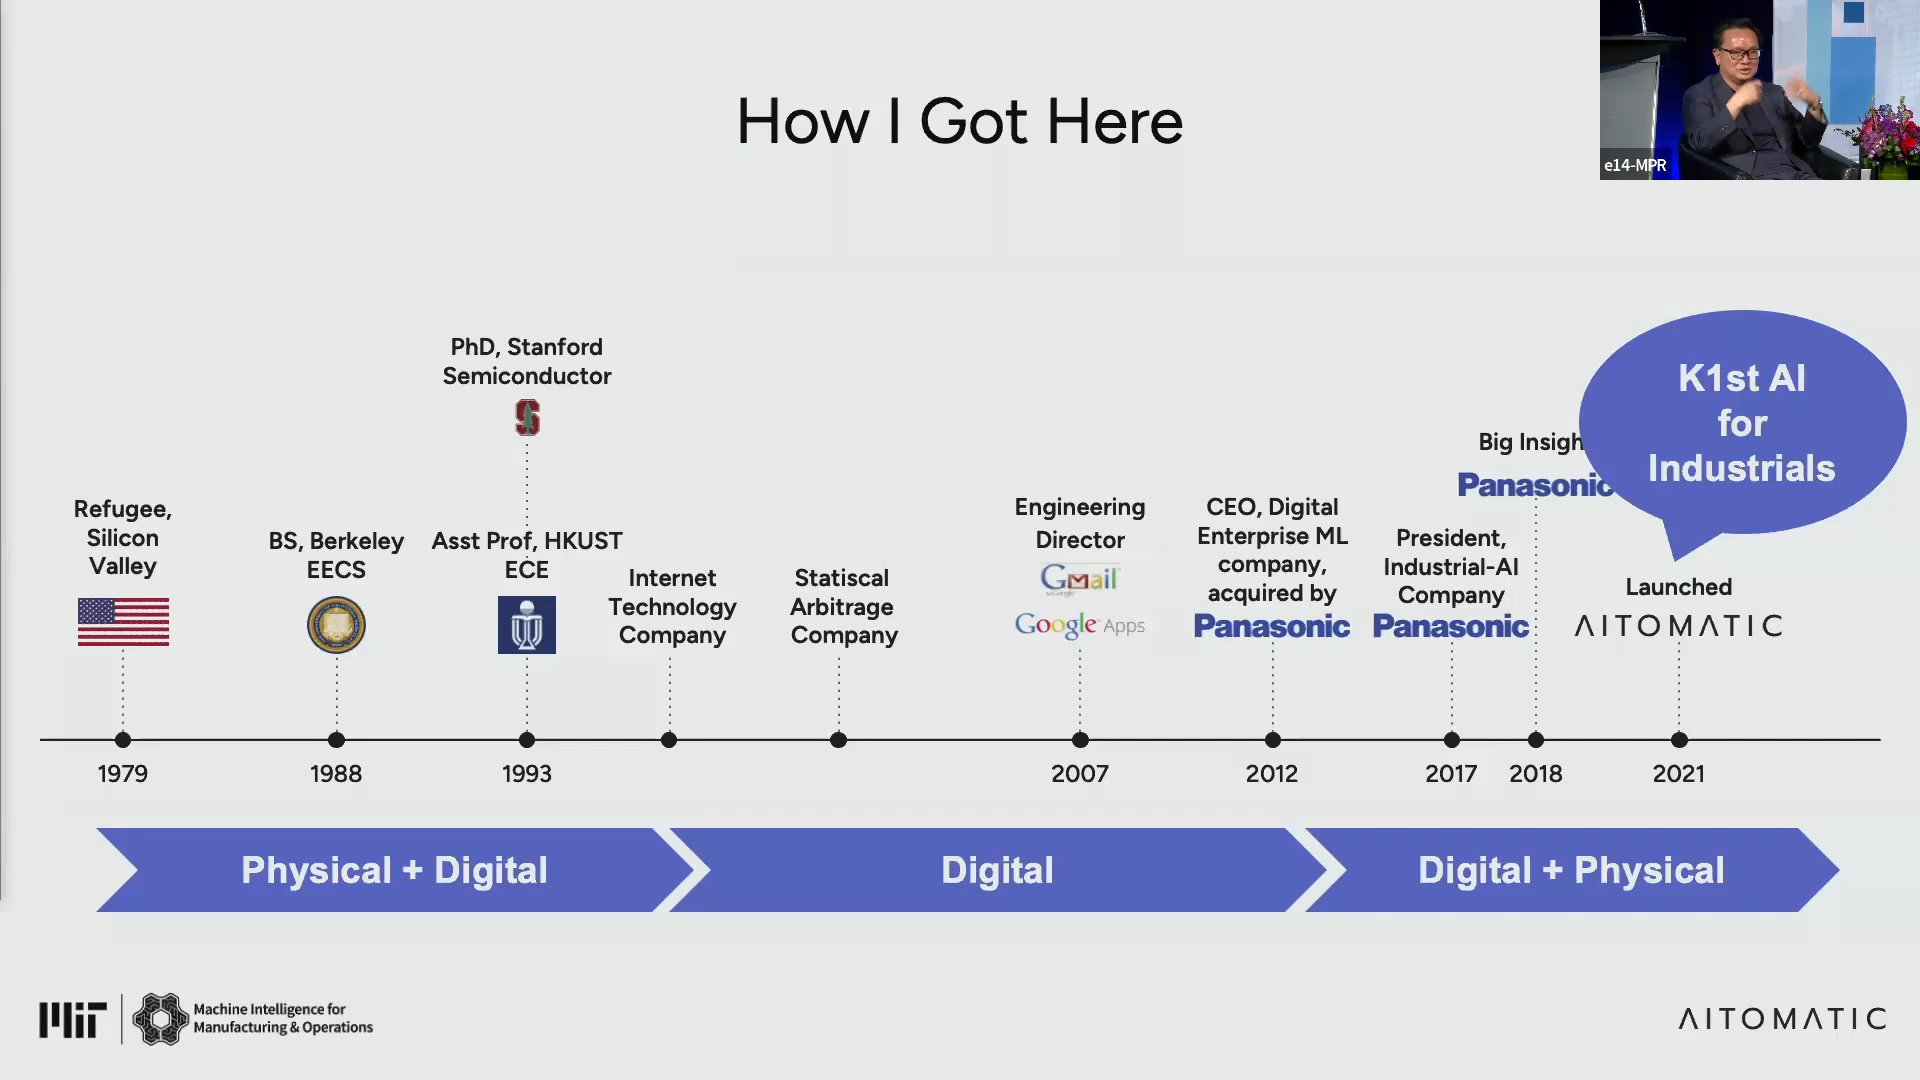 How I Got Here
e14-MPR
PhD, Stanford
Semiconductor
K1st AI
for
Industrials
Big Insigh
Panasonic
Refugee,
Silicon
Valley
BS, Berkeley
EECS
Asst Prof, HKUST
ECE
Internet
Technology
Company
Statiscal
Arbitrage
Company
Engineering
Director
Gmail
Google Apps
CEO, Digital
Enterprise ML
company,
acquired by
Panasonic
President,
Industrial-AI
Company
Panasonic
Launched
AITOMATIC
1979
1988
1993
2007
2012
2017
2018
2021
Physical + Digital
Digital
Digital + Physical
MIT
Machine Intelligence for
Manufacturing & Operations
AITOMATIC